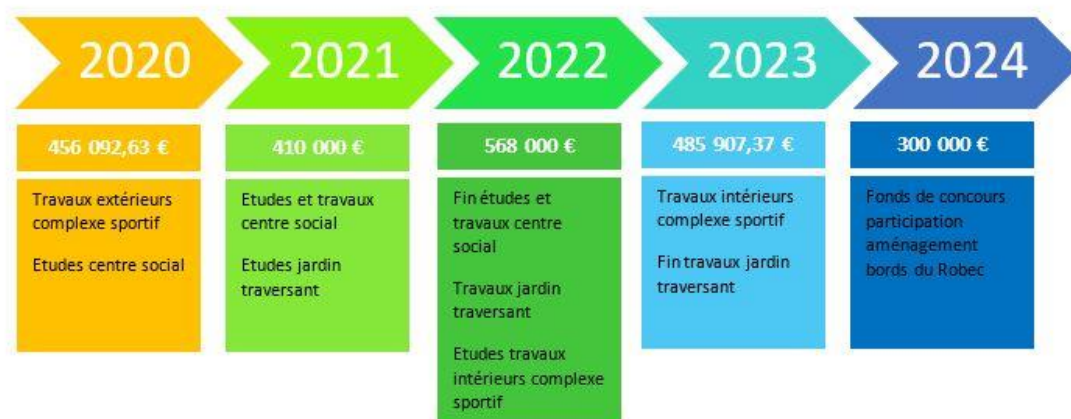 2020
2021
2022
2023
2024
456 092,63 €
410 000 €
568 000 €
485 907,37 €
300 000 €
Travaux extérieurs
complexe sportif
Etudes centre social
Etudes et travaux
centre social
Etudes jardin
traversant
Fin études et
travaux centre
social
Travaux jardin
traversant
Etudes travaux
intérieurs complexe
sportif
Travaux intérieurs
complexe sportif
Fin travaux jardin
traversant
Fonds de concours
participation
aménagement
bords du Robec